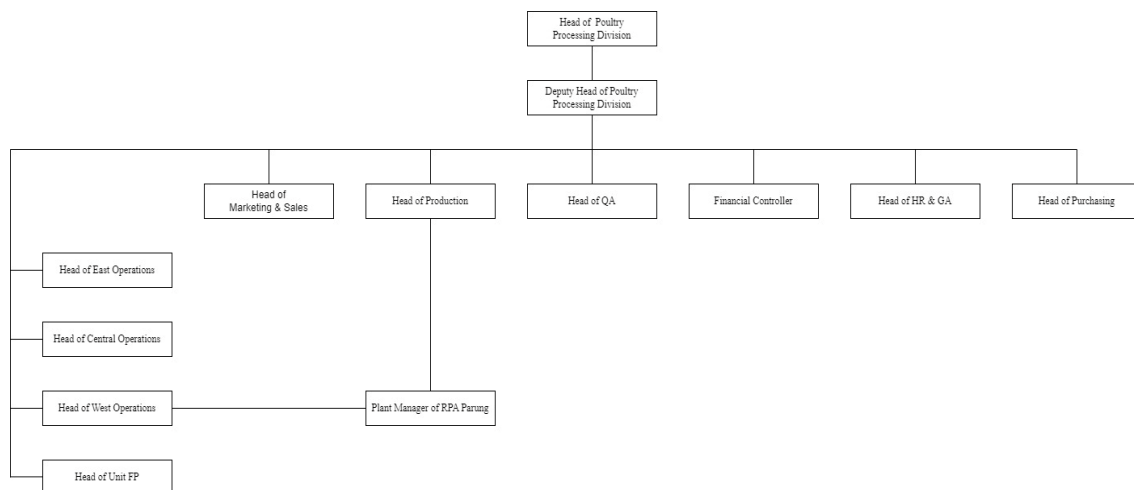 Head of Poultry
Processing Division
Deputy Head of Poultry
Processing Division
Head of
Marketing & Sales
Head of Production
Head of QA
Financial Controller
Head of HR & GA
Head of Purchasing
Head of East Operations
Head of Central Operations
Head of West Operations
Plant Manager of RPA Parung
Head of Unit FP